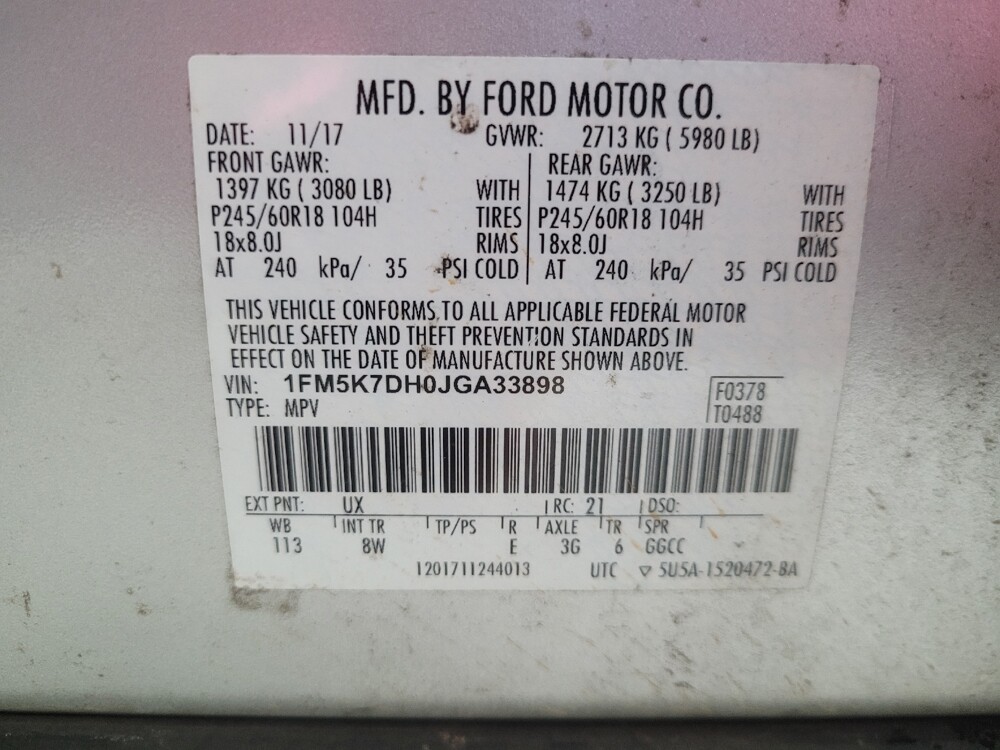 MFD. BY FORD MOTOR CO.
DATE: 11/17 GVWR: 2713 KG ( 5980 LB)
FRONT GAWR: REAR GAWR:
1397 KG ( 3080 LB) WITH 1474 KG ( 3250 LB) WITH
P245/60R18 104H TIRES P245/60R18 104H TIRES
18x8.0J RIMS 18x8.0J RIMS
AT 240 kPa/ 35 PSI COLD AT 240 kPa/ 35 PSI COLD
THIS VEHICLE CONFORMS TO ALL APPLICABLE FEDERAL MOTOR
VEHICLE SAFETY AND THEFT PREVENTION STANDARDS IN
EFFECT ON THE DATE OF MANUFACTURE SHOWN ABOVE.
VIN: 1FM5K7DH0JGA33898
TYPE: MPV
F0378
T0488
EXT PNT: UX RC: 21 DSO:
WB INT TR TP/PS R AXLE TR SPR
113 8W E 3G 6 GGCC
1201711244013 UTC ▽ 5U5A-1520472-BA